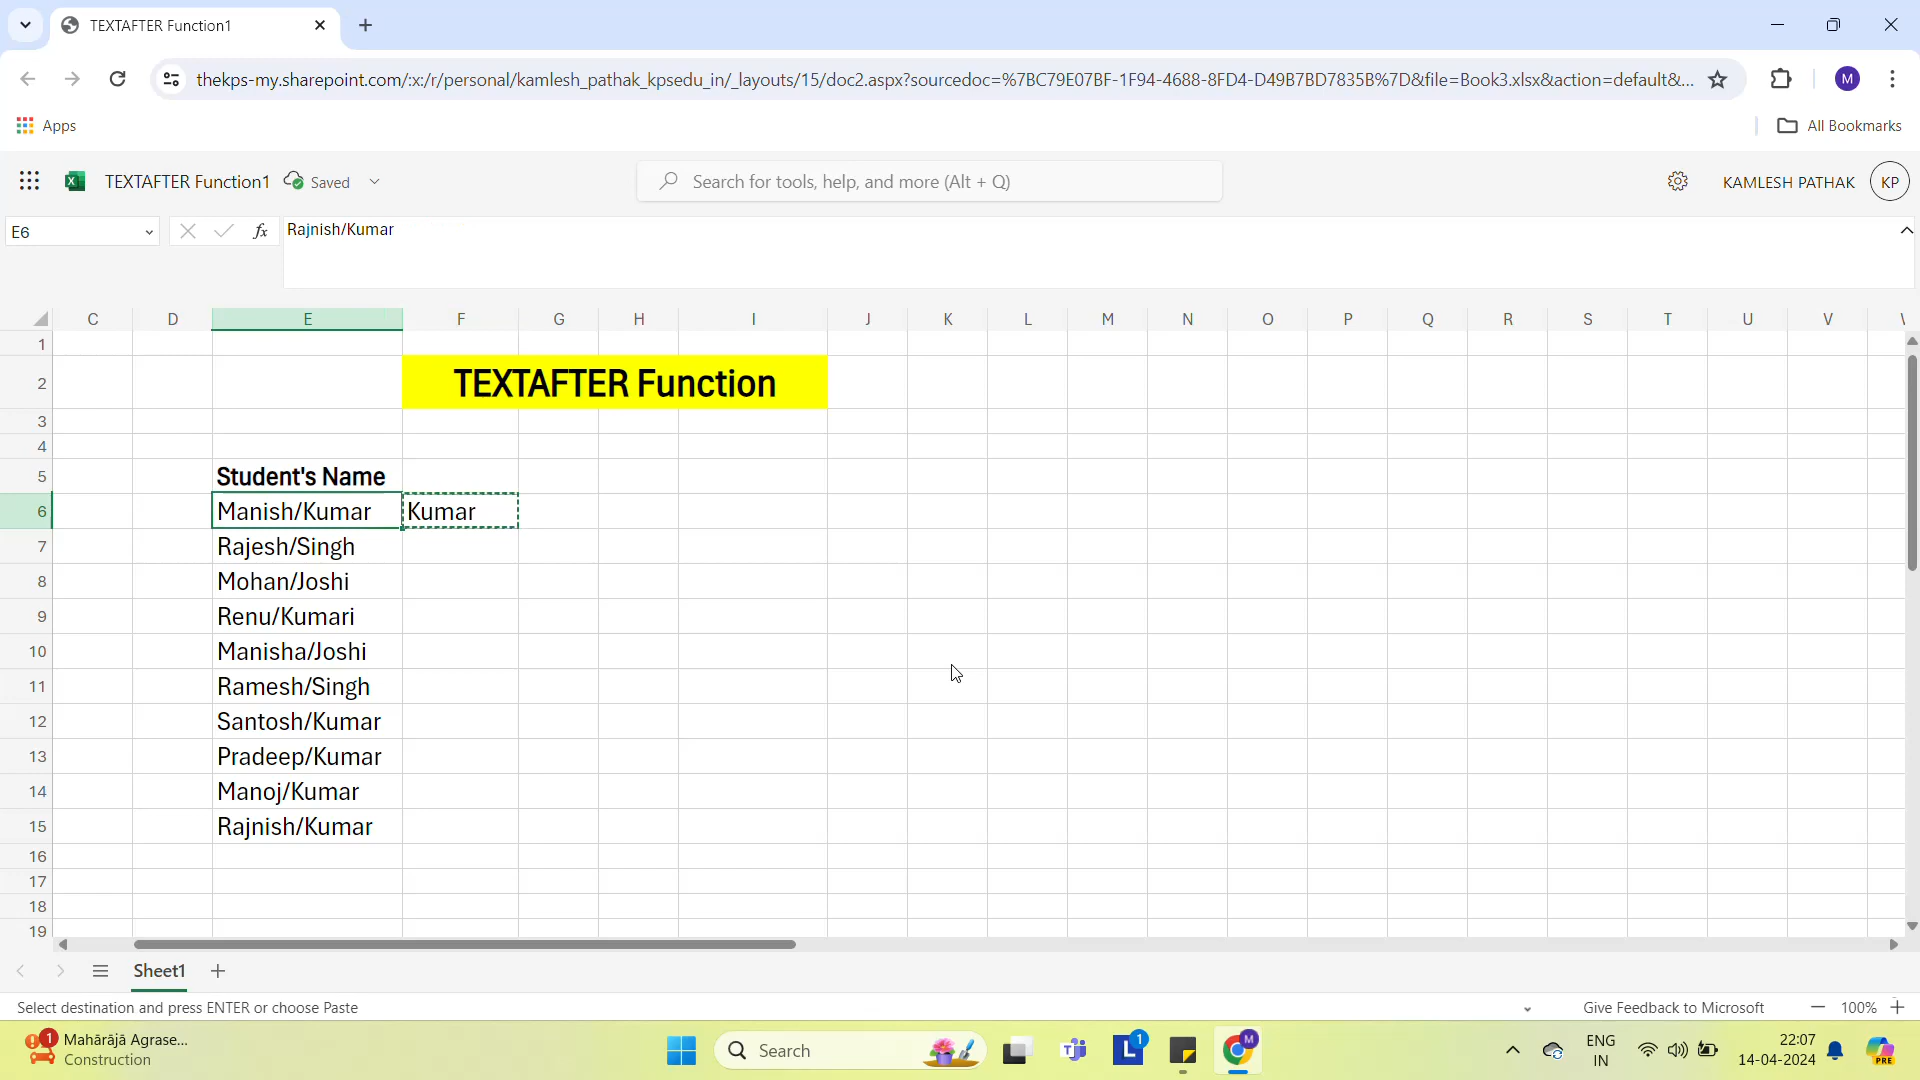 TEXTAFTER Function1
thekps-my.sharepoint.com/:x:/r/personal/kamlesh_pathak_kpsedu_in/_layouts/15/doc2.aspx?sourcedoc=%7BC79E07BF-1F94-4688-8FD4-D49B7BD7835B%7D&file=Book3.xlsx&action=default&...
M
Apps
All Bookmarks
TEXTAFTER Function1
Saved
Search for tools, help, and more (Alt + Q)
KAMLESH PATHAK
KP
E6
fx
Rajnish/Kumar
C D E F G H I J K L M N O P Q R S T U V
1
2 TEXTAFTER Function
3
4
5 Student's Name
6 Manish/Kumar Kumar
7 Rajesh/Singh
8 Mohan/Joshi
9 Renu/Kumari
10 Manisha/Joshi
11 Ramesh/Singh
12 Santosh/Kumar
13 Pradeep/Kumar
14 Manoj/Kumar
15 Rajnish/Kumar
16
17
18
19
Sheet1
Select destination and press ENTER or choose Paste
Give Feedback to Microsoft
100%
1
Mahārājā Agrase...
Construction
Search
T
L
1
M
ENG
IN
22:07
14-04-2024
PRE